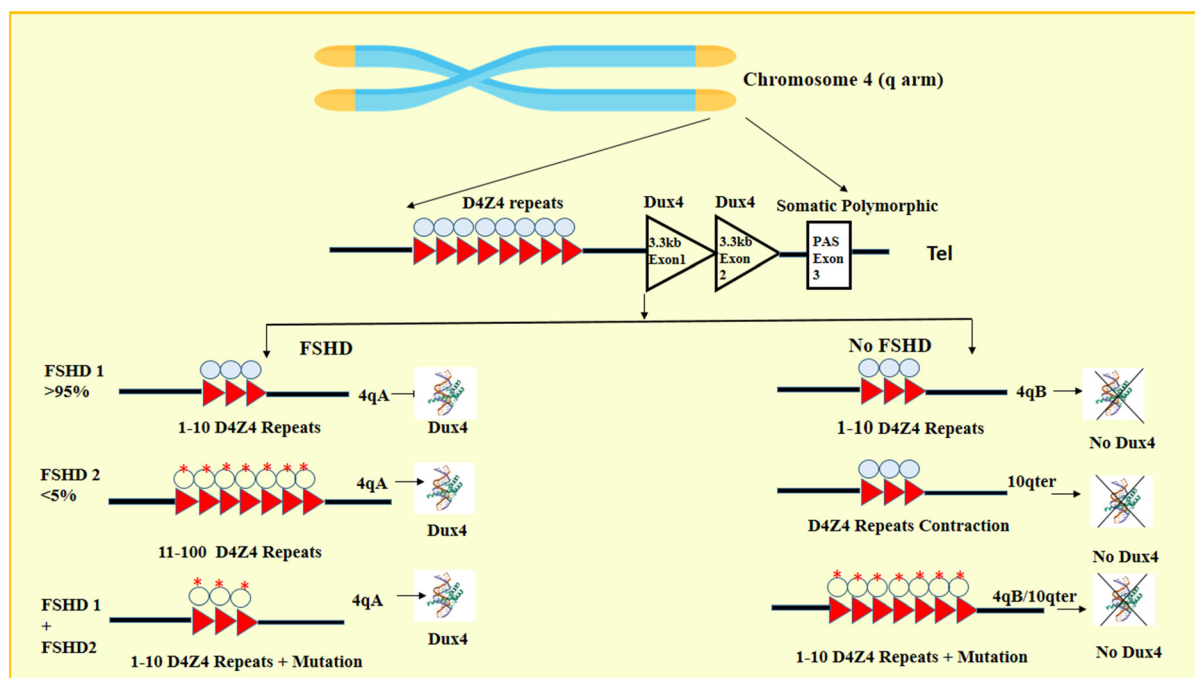 Chromosome 4 (q arm)
D4Z4 repeats
Dux4
Dux4
Somatic Polymorphic
3.3kb
Exon1
3.3kb
Exon
2
PAS
Exon
3
Tel
FSHD
No FSHD
FSHD 1
>95%
4qA
Dux4
1-10 D4Z4 Repeats
4qB
No Dux4
1-10 D4Z4 Repeats
FSHD 2
<5%
* * * * * * *
4qA
Dux4
11-100 D4Z4 Repeats
10qter
No Dux4
D4Z4 Repeats Contraction
FSHD 1
+
FSHD2
* * *
4qA
Dux4
1-10 D4Z4 Repeats + Mutation
* * * * * * *
4qB/10qter
No Dux4
1-10 D4Z4 Repeats + Mutation